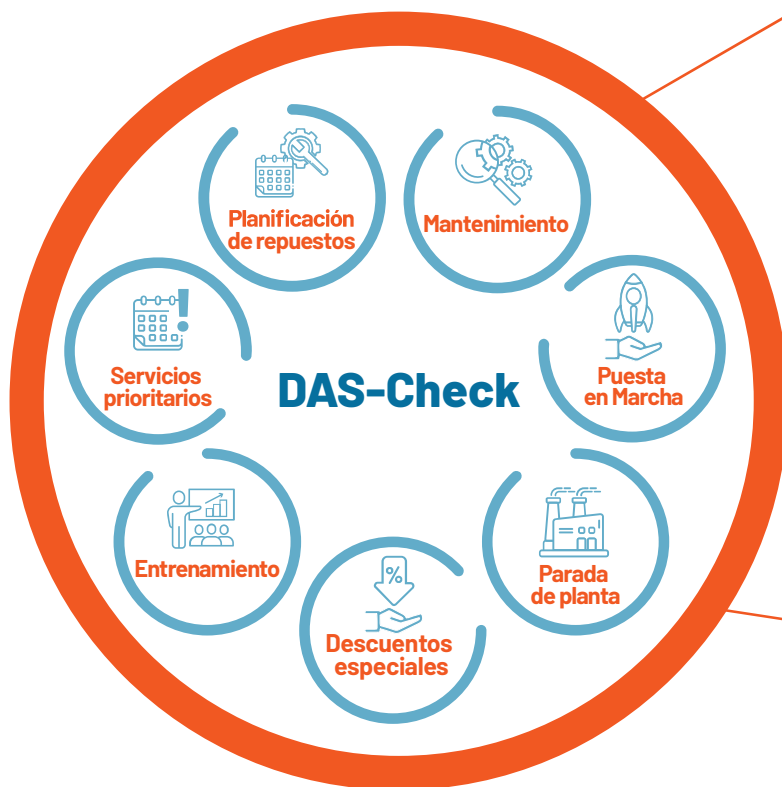 Planificación
de repuestos
Mantenimiento
Servicios
prioritarios
DAS-Check
Puesta
en Marcha
Entrenamiento
Parada
de planta
%
Descuentos
especiales